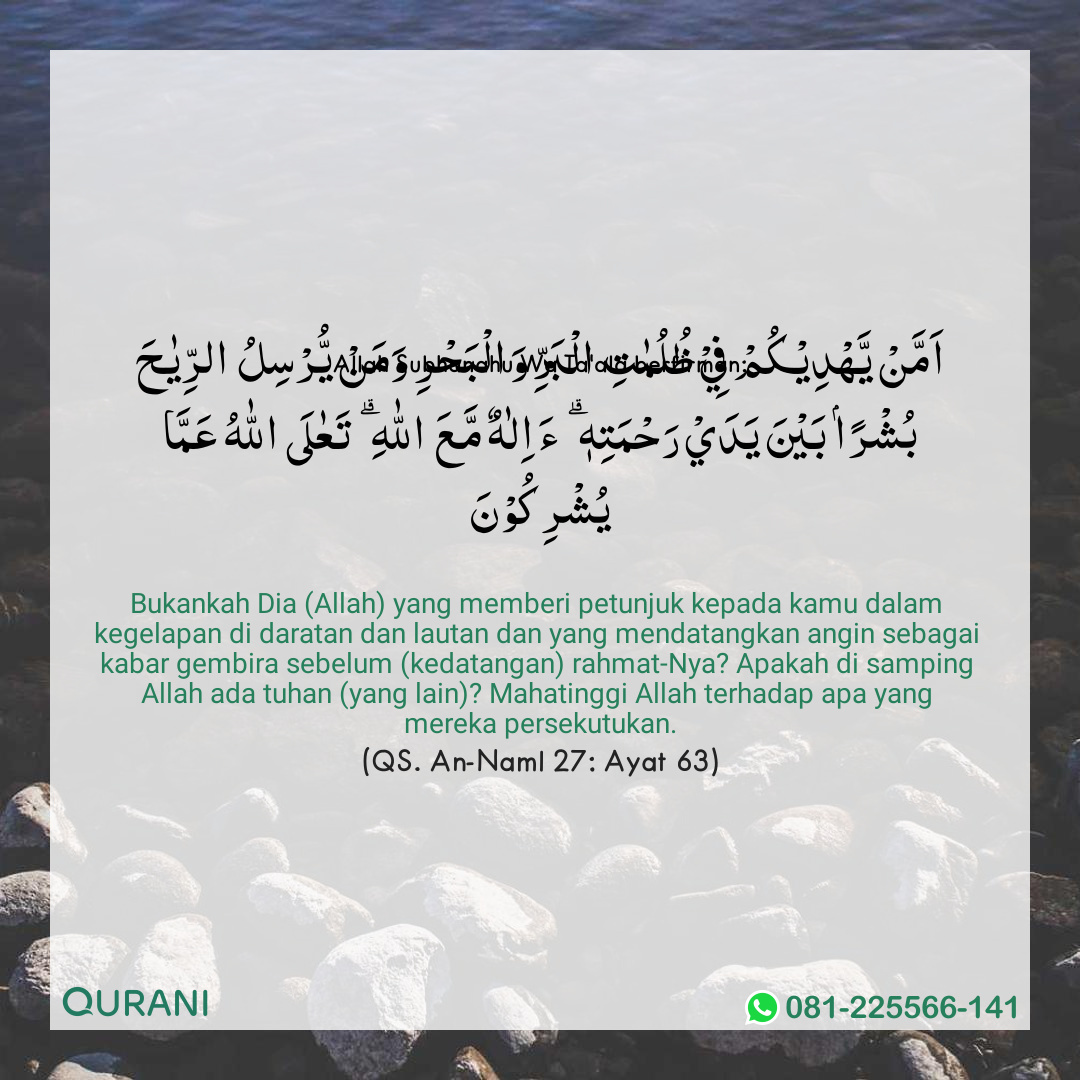 Allah Subhanahu Wa Ta'ala berfirman:
اَمَّنْ يَّهْدِيْكُمْ فِيْ ظُلُمٰتِ الْبَرِّ وَ الْبَحْرِ وَمَنْ يُّرْسِلُ الرِّيٰحَ
بُشْرًاۢ بَيْنَ يَدَيْ رَحْمَتِهٖ ۗ ءَاِلٰهٌ مَّعَ اللّٰهِ ۗ تَعٰلَى اللّٰهُ عَمَّا
يُشْرِكُوْنَ
Bukankah Dia (Allah) yang memberi petunjuk kepada kamu dalam
kegelapan di daratan dan lautan dan yang mendatangkan angin sebagai
kabar gembira sebelum (kedatangan) rahmat-Nya? Apakah di samping
Allah ada tuhan (yang lain)? Mahatinggi Allah terhadap apa yang
mereka persekutukan.
(QS. An-Naml 27: Ayat 63)
QURANI
081-225566-141